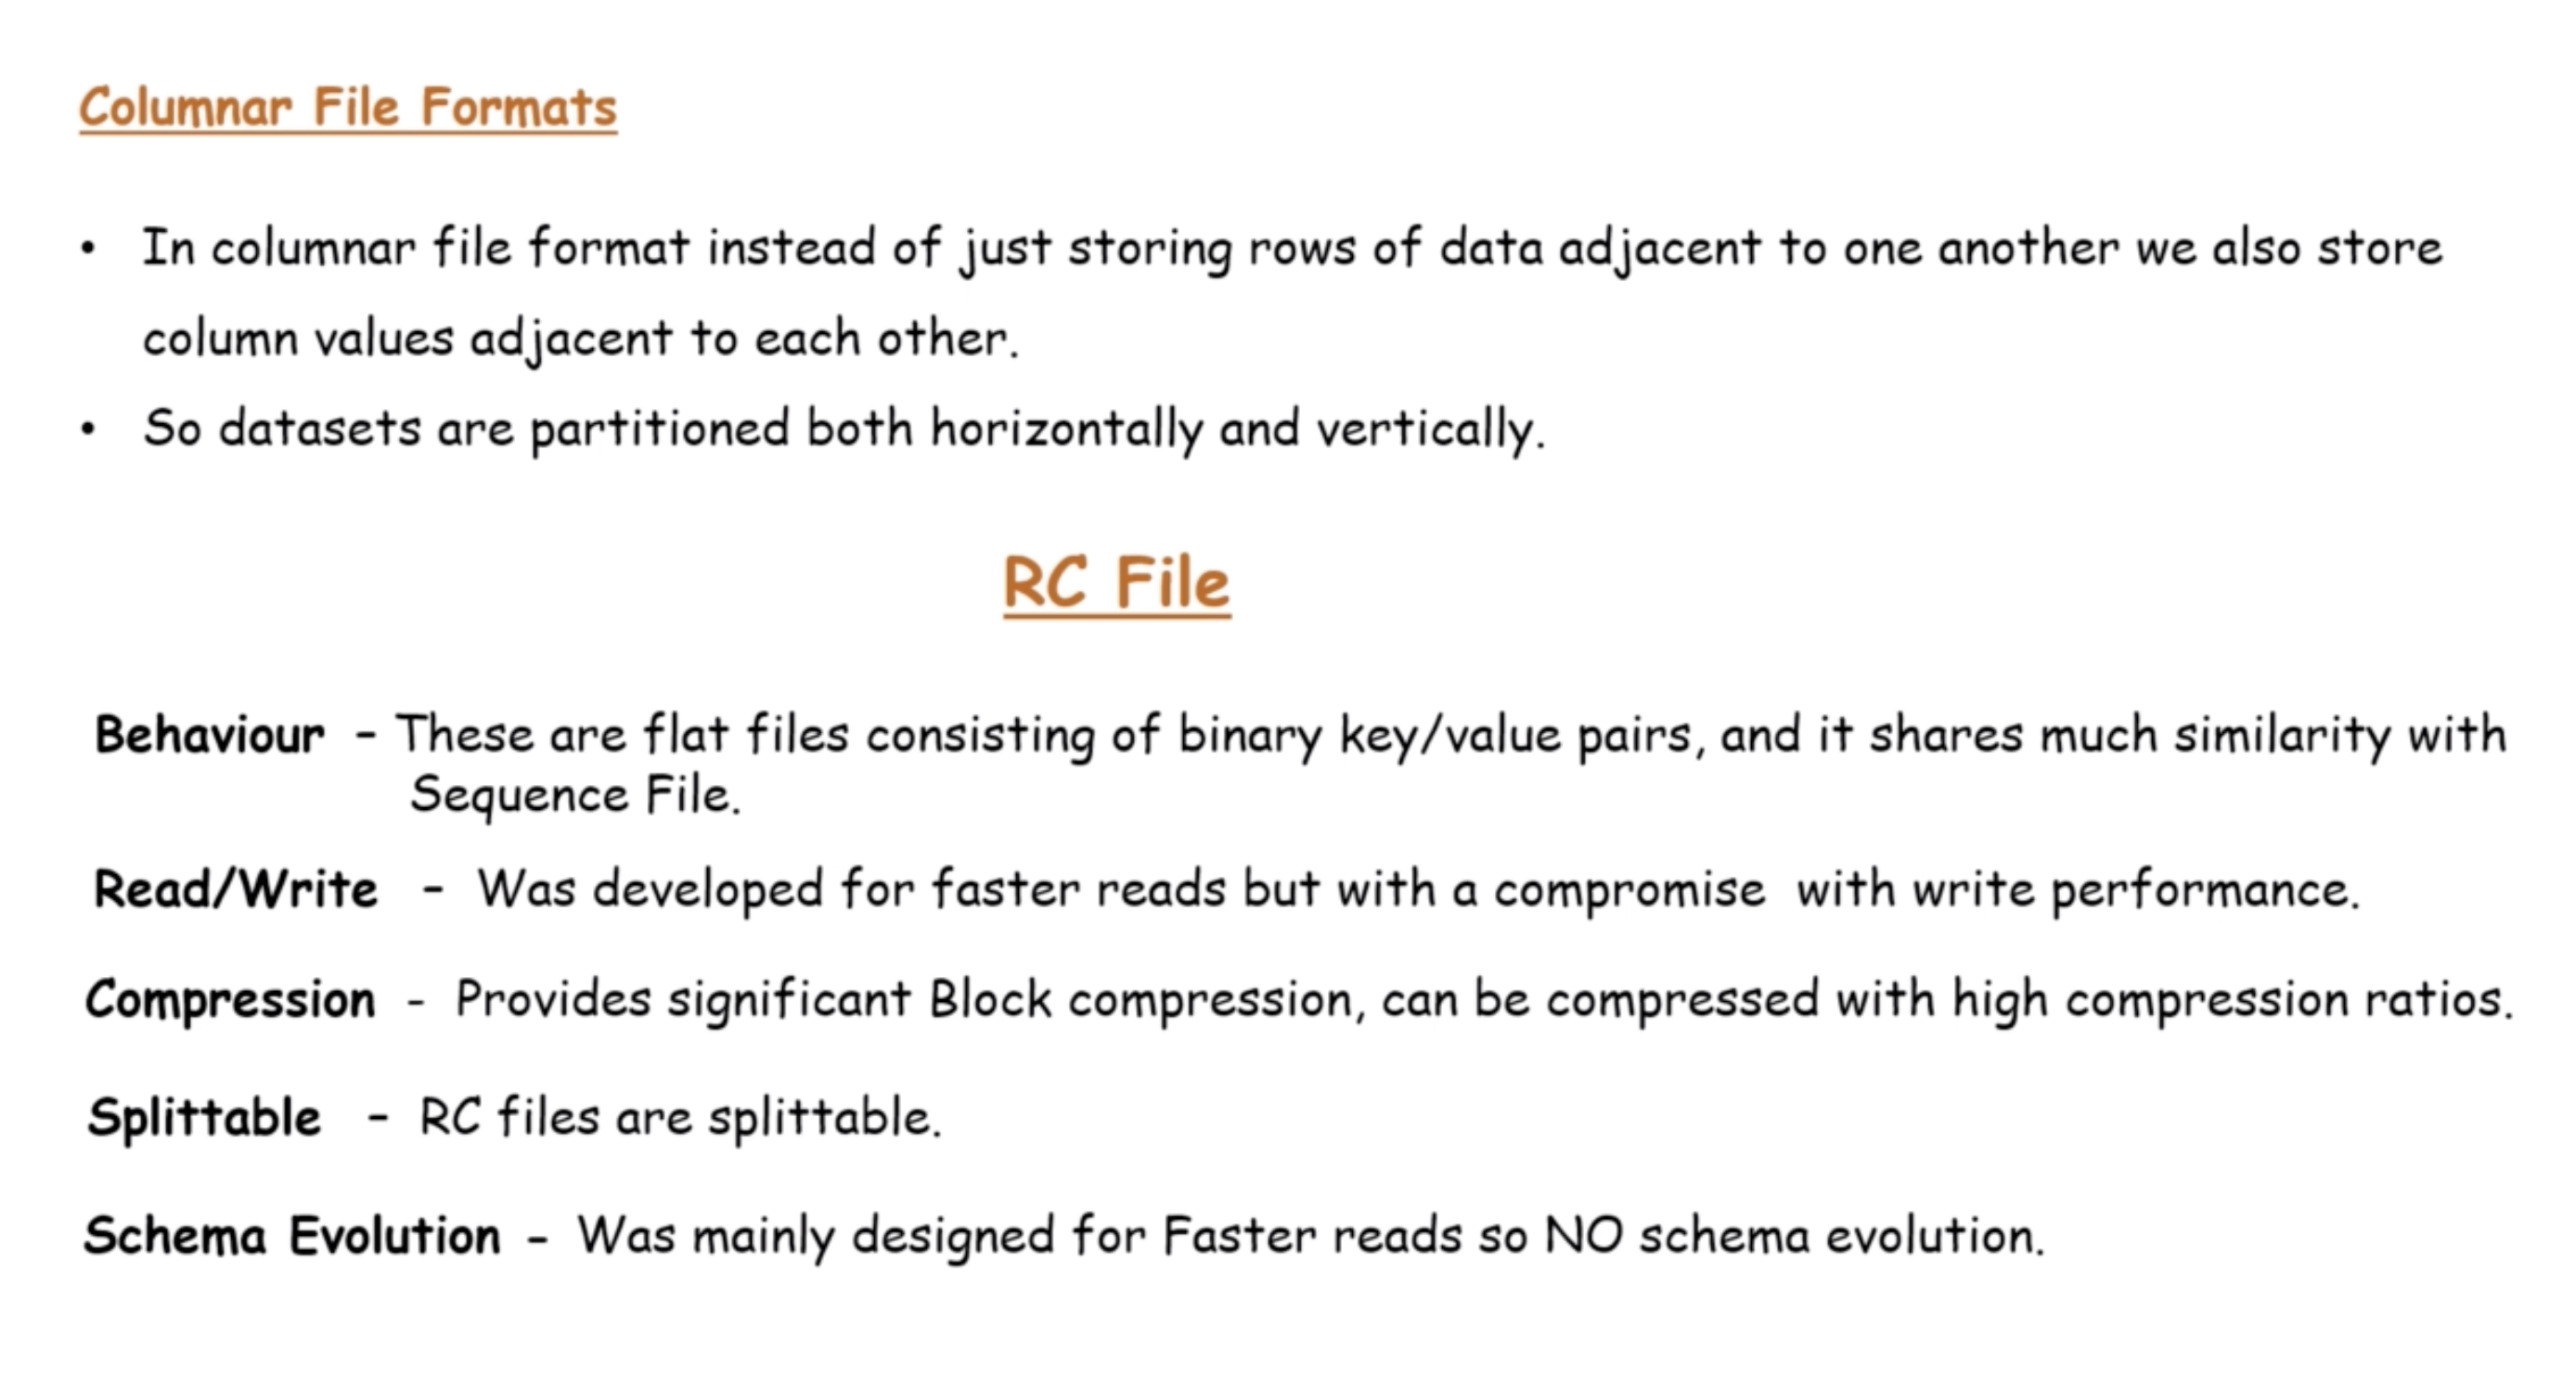 Columnar File Formats
• In columnar file format instead of just storing rows of data adjacent to one another we also store
column values adjacent to each other.
• So datasets are partitioned both horizontally and vertically.
RC File
Behaviour - These are flat files consisting of binary key/value pairs, and it shares much similarity with
Sequence File.
Read/Write - Was developed for faster reads but with a compromise with write performance.
Compression - Provides significant Block compression, can be compressed with high compression ratios.
Splittable - RC files are splittable.
Schema Evolution - Was mainly designed for Faster reads so NO schema evolution.